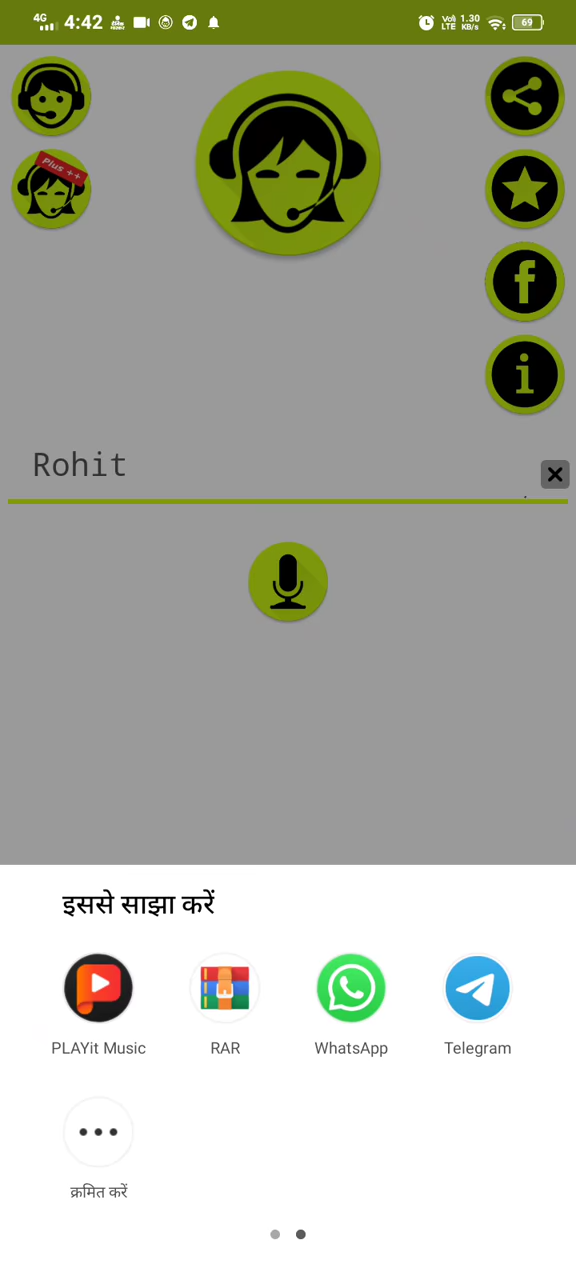 4G 4:42 Vo) LTE 1.30 KB/s 69
Plus ++
f
i
Rohit
इससे साझा करें
PLAYit Music RAR WhatsApp Telegram
क्रमित करें